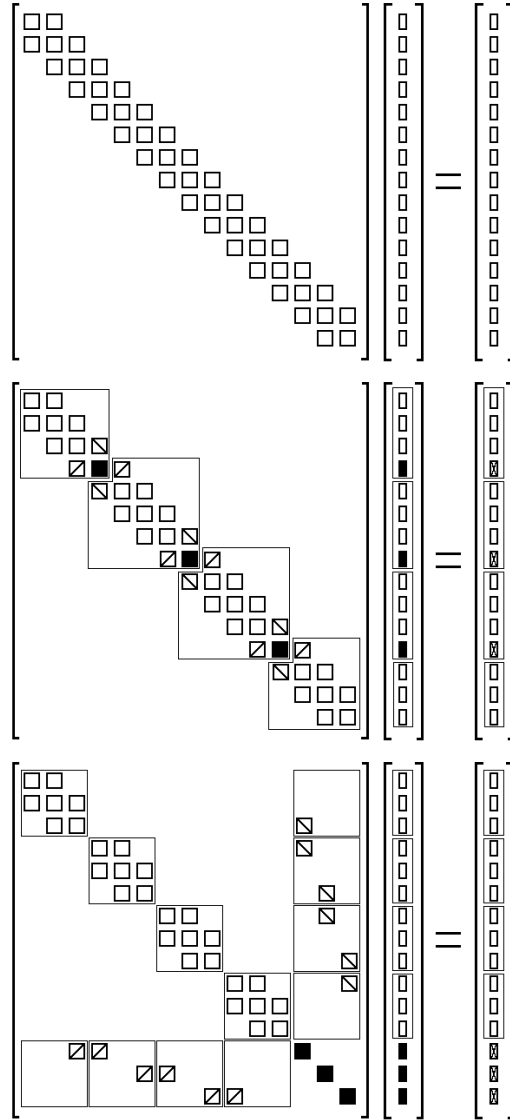 =
=
=